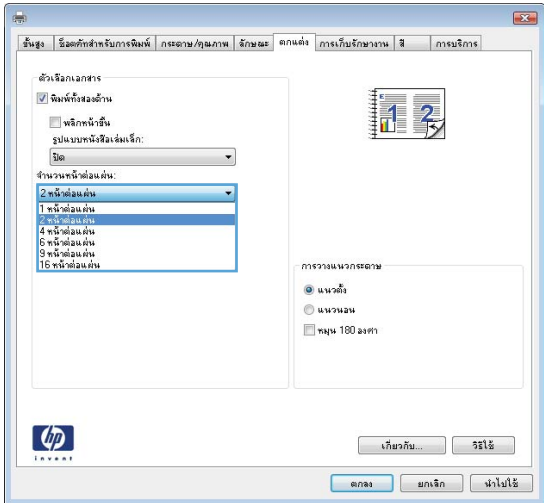 ขั้นสูง ช็อตคัทสำหรับการพิมพ์ กระดาษ/คุณภาพ ลักษณะ ตกแต่ง การเก็บรักษางาน สี การบริการ
ตัวเลือกเอกสาร
พิมพ์ทั้งสองด้าน
พลิกหน้าขึ้น
รูปแบบหนังสือเล่มเล็ก:
ปิด
จำนวนหน้าต่อแผ่น:
2 หน้าต่อแผ่น
1 หน้าต่อแผ่น
2 หน้าต่อแผ่น
4 หน้าต่อแผ่น
6 หน้าต่อแผ่น
9 หน้าต่อแผ่น
16 หน้าต่อแผ่น
E 1 2
การวางแนวกระดาษ
แนวตั้ง
แนวนอน
หมุน 180 องศา
hp
invent
เกี่ยวกับ... วิธีใช้
ตกลง ยกเลิก นำไปใช้